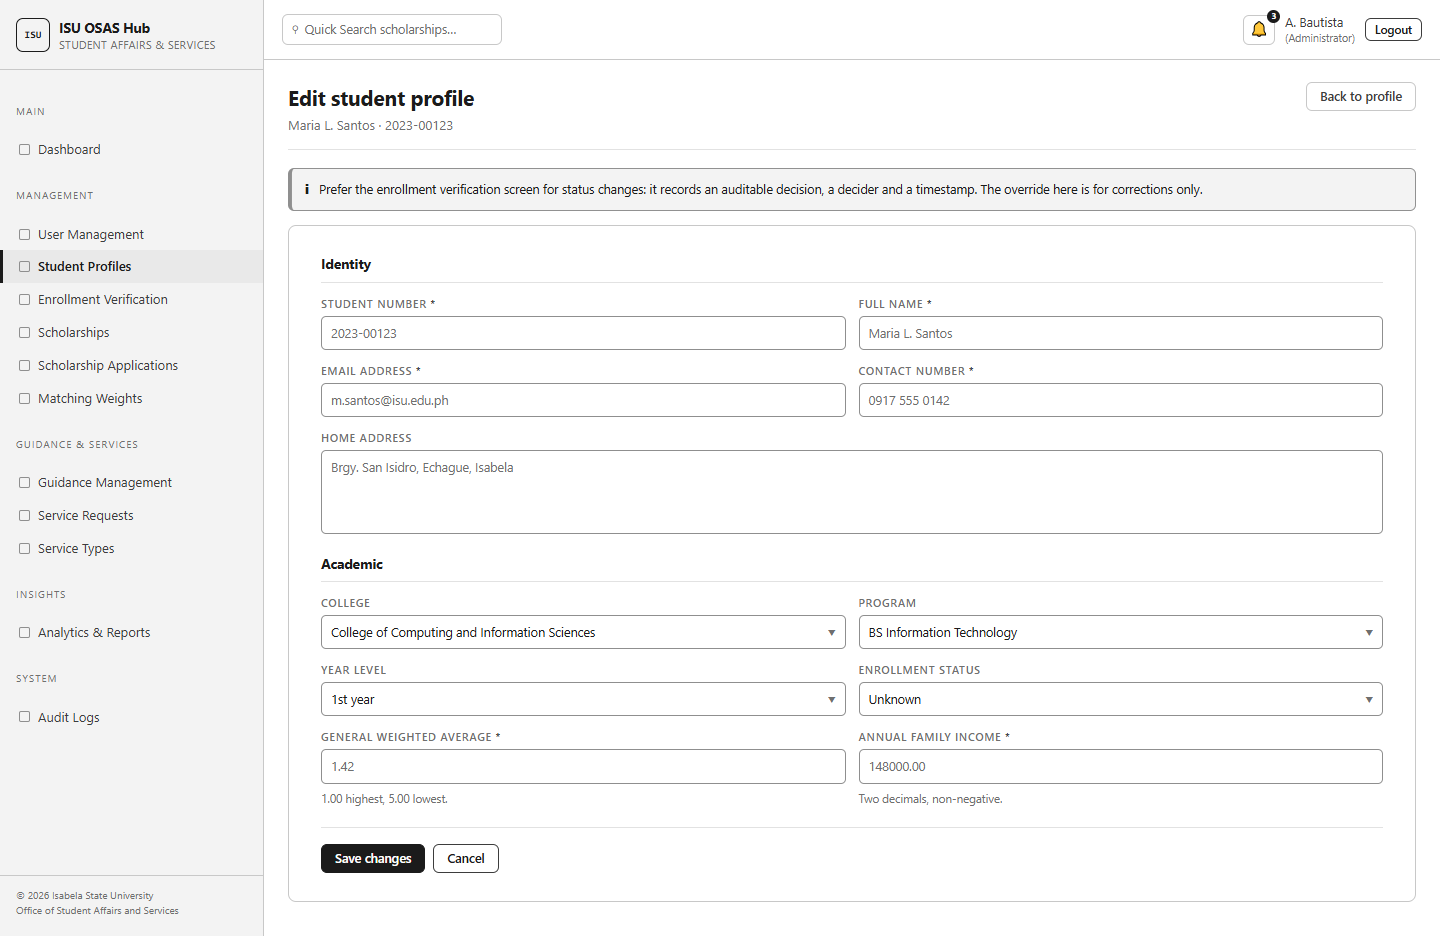 ISU
ISU OSAS Hub
STUDENT AFFAIRS & SERVICES
MAIN
Dashboard
MANAGEMENT
User Management
Student Profiles
Enrollment Verification
Scholarships
Scholarship Applications
Matching Weights
GUIDANCE & SERVICES
Guidance Management
Service Requests
Service Types
INSIGHTS
Analytics & Reports
SYSTEM
Audit Logs
© 2026 Isabela State University
Office of Student Affairs and Services
Quick Search scholarships...
3
A. Bautista
(Administrator)
Logout
Edit student profile
Maria L. Santos · 2023-00123
Back to profile
i Prefer the enrollment verification screen for status changes: it records an auditable decision, a decider and a timestamp. The override here is for corrections only.
Identity
STUDENT NUMBER *
2023-00123
FULL NAME *
Maria L. Santos
EMAIL ADDRESS *
m.santos@isu.edu.ph
CONTACT NUMBER *
0917 555 0142
HOME ADDRESS
Brgy. San Isidro, Echague, Isabela
Academic
COLLEGE
College of Computing and Information Sciences
PROGRAM
BS Information Technology
YEAR LEVEL
1st year
ENROLLMENT STATUS
Unknown
GENERAL WEIGHTED AVERAGE *
1.42
1.00 highest, 5.00 lowest.
ANNUAL FAMILY INCOME *
148000.00
Two decimals, non-negative.
Save changes
Cancel